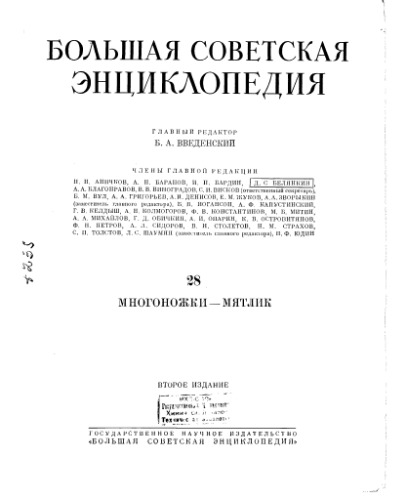 БОЛЬШАЯ СОВЕТСКАЯ
ЭНЦИКЛОПЕДИЯ
ГЛАВНЫЙ РЕДАКТОР
Б. А. ВВЕДЕНСКИЙ
ЧЛЕНЫ ГЛАВНОЙ РЕДАКЦИИ
Н. Н. АНИЧКОВ, А. Н. БАРАНОВ, И. П. БАРДИН, Д. С. БЕЛЯНКИН,
А. А. БЛАГОНРАВОВ, В. В. ВИНОГРАДОВ, С. И. ВИСКОВ (ответственный секретарь),
Б. М. ВУЛ, А. А. ГРИГОРЬЕВ, А. И. ДЕНИСОВ, Е. М. ЖУКОВ, А. А. ЗВОРЫКИН
(заместитель главного редактора), Б. В. ИОГАНСОН, А. Ф. КАПУСТИНСКИЙ,
Г. В. КЕЛДЫШ, А. Н. КОЛМОГОРОВ, Ф. В. КОНСТАНТИНОВ, М. Б. МИТИН,
А. А. МИХАЙЛОВ, Г. Д. ОБИЧКИН, А. И. ОПАРИН, К. В. ОСТРОВИТЯНОВ,
Ф. Н. ПЕТРОВ, А. Л. СИДОРОВ, В. Н. СТОЛЕТОВ, Н. М. СТРАХОВ,
С. П. ТОЛСТОВ, Л. С. ШАУМЯН (заместитель главного редактора), П. Ф. ЮДИН
28
МНОГОНОЖКИ — МЯТЛИК
ВТОРОЕ ИЗДАНИЕ
ГОСУДАРСТВЕННОЕ НАУЧНОЕ ИЗДАТЕЛЬСТВО
«БОЛЬШАЯ СОВЕТСКАЯ ЭНЦИКЛОПЕДИЯ»